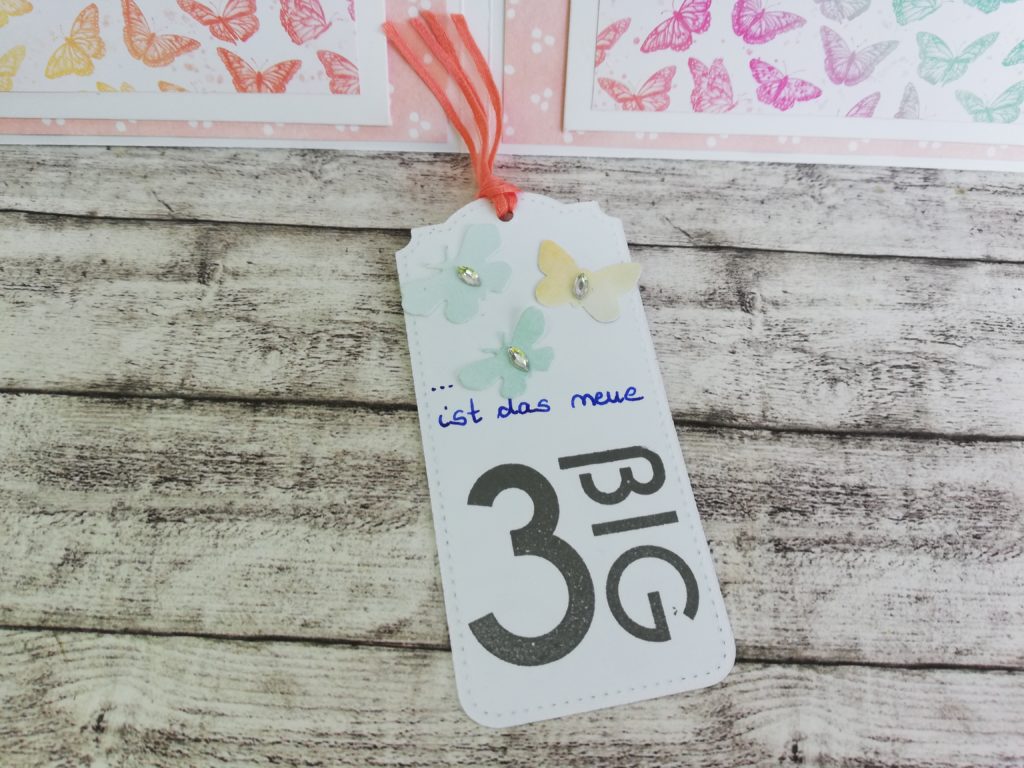 ...
ist das neue
3 BIG